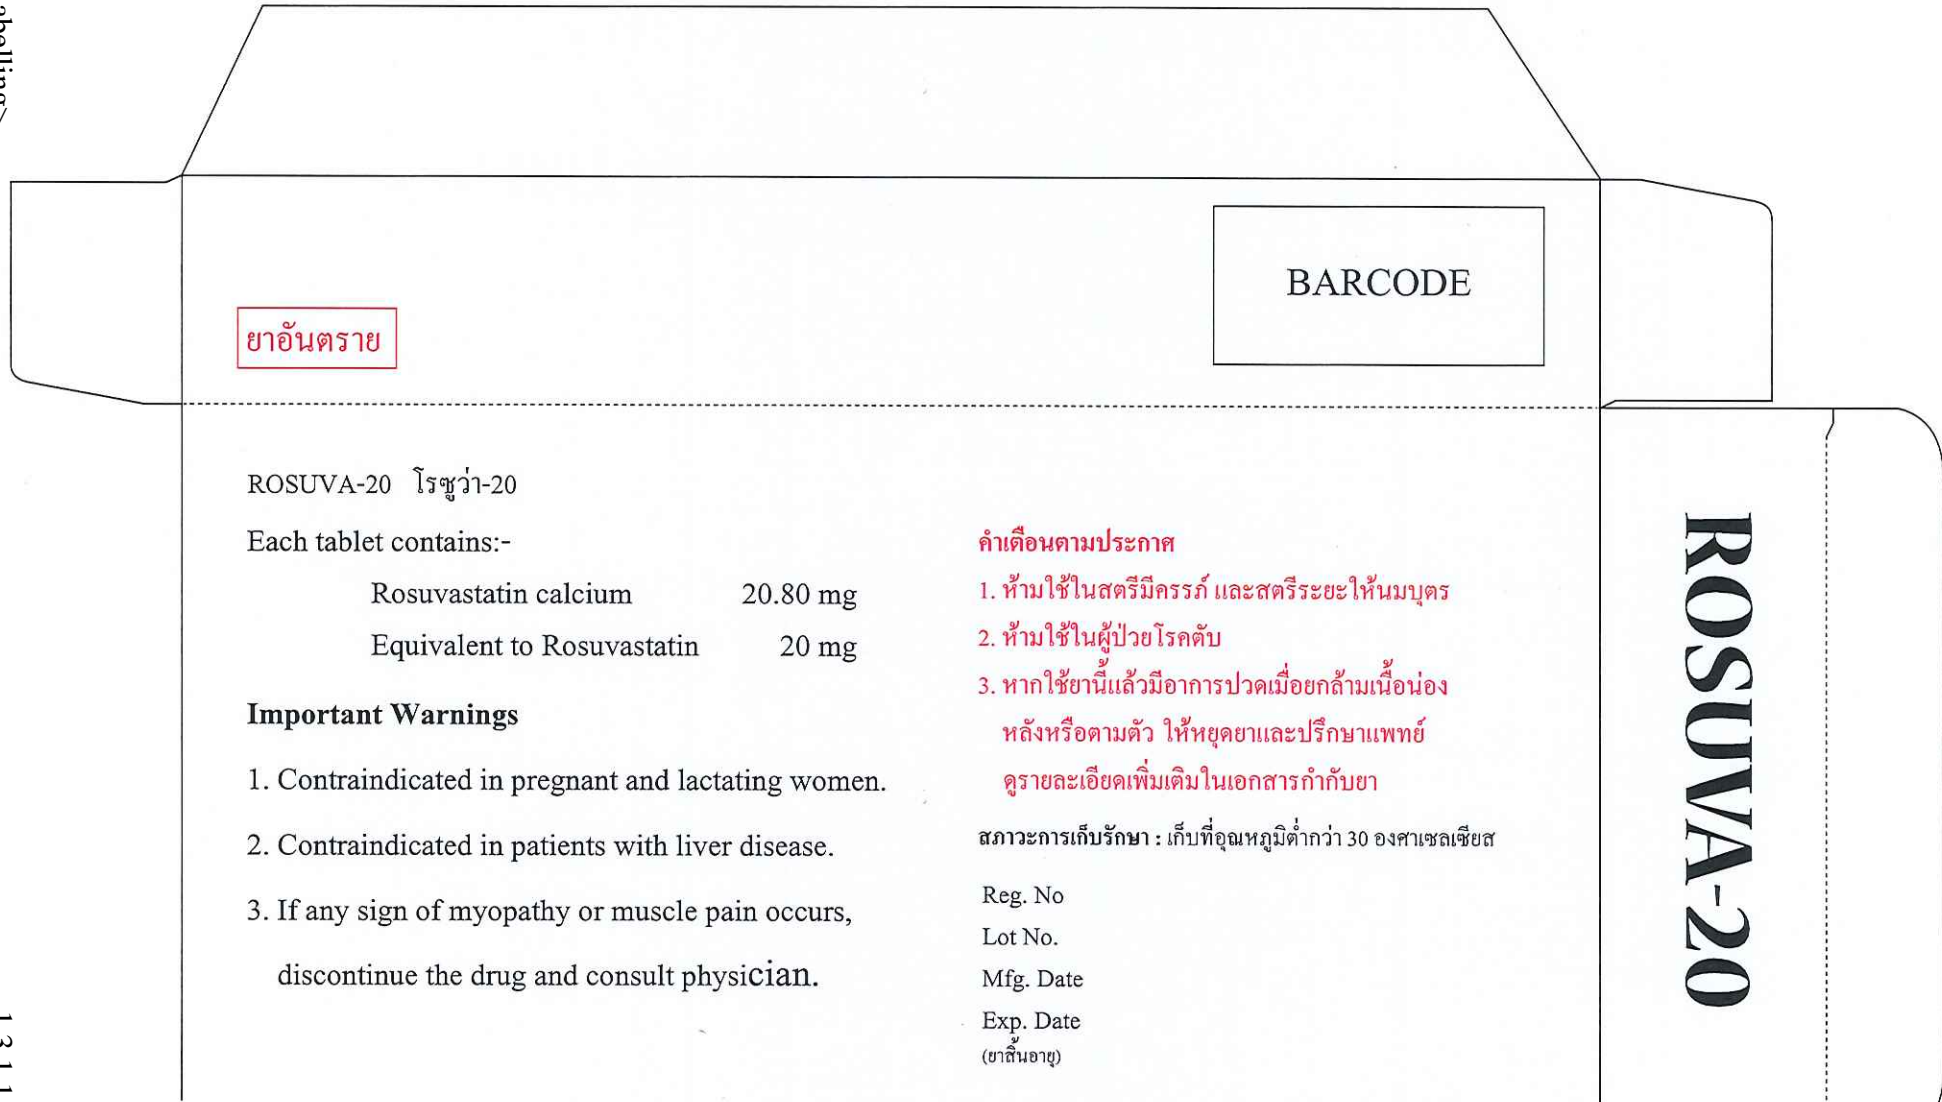 abelling>
BARCODE
ยาอันตราย
ROSUVA-20 โรซูว่า-20
Each tablet contains:-
Rosuvastatin calcium 20.80 mg
Equivalent to Rosuvastatin 20 mg
Important Warnings
1. Contraindicated in pregnant and lactating women.
2. Contraindicated in patients with liver disease.
3. If any sign of myopathy or muscle pain occurs,
discontinue the drug and consult physician.
คำเตือนตามประกาศ
1. ห้ามใช้ในสตรีมีครรภ์ และสตรีระยะให้นมบุตร
2. ห้ามใช้ในผู้ป่วยโรคตับ
3. หากใช้ยานี้แล้วมีอาการปวดเมื่อยกล้ามเนื้อน่อง
หลังหรือตามตัว ให้หยุดยาและปรึกษาแพทย์
ดูรายละเอียดเพิ่มเติมในเอกสารกำกับยา
สภาวะการเก็บรักษา : เก็บที่อุณหภูมิต่ำกว่า 30 องศาเซลเซียส
Reg. No
Lot No.
Mfg. Date
Exp. Date
(ยาสิ้นอายุ)
ROSUVA-20